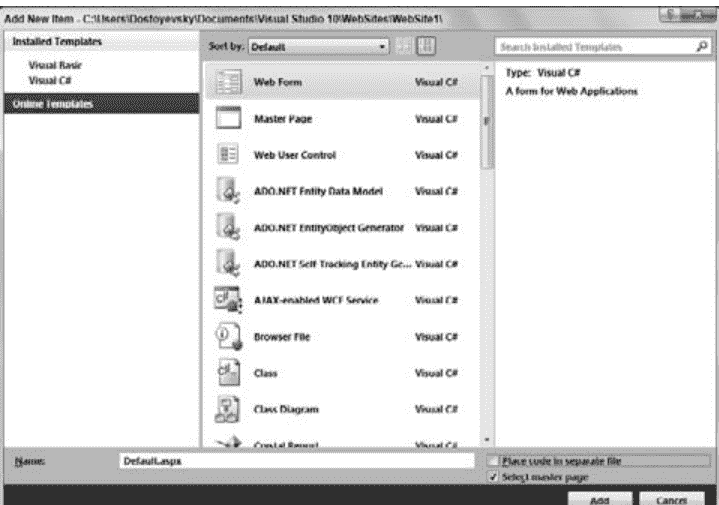 Add New Item - C:\Users\Dostoyevsky\Documents\Visual Studio 10\WebSites\WebSite1\
Installed Templates
Visual Basic
Visual C#
Online Templates
Sort by: Default
Search Installed Templates
Web Form Visual C#
Master Page Visual C#
Web User Control Visual C#
ADO.NET Entity Data Model Visual C#
ADO.NET EntityObject Generator Visual C#
ADO.NET Self-Tracking Entity Ge... Visual C#
AJAX-enabled WCF Service Visual C#
Browser File Visual C#
Class Visual C#
Class Diagram Visual C#
Crystal Report Visual C#
Type: Visual C#
A form for Web Applications
Name: Default.aspx
Place code in separate file
Select master page
Add Cancel